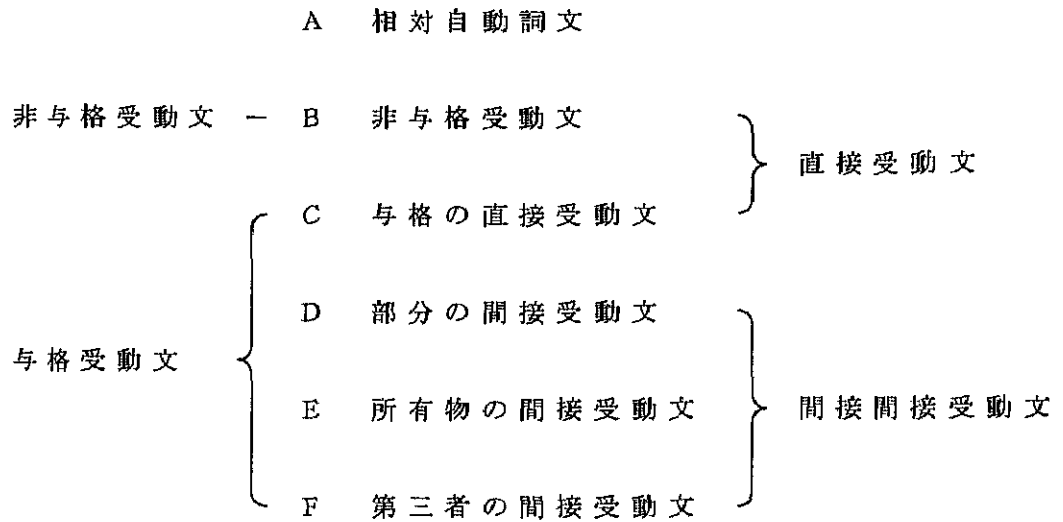 A 相対自動詞文
非与格受動文 － B 非与格受動文
直接受動文
C 与格の直接受動文
D 部分の間接受動文
与格受動文
E 所有物の間接受動文 間接間接受動文
F 第三者の間接受動文